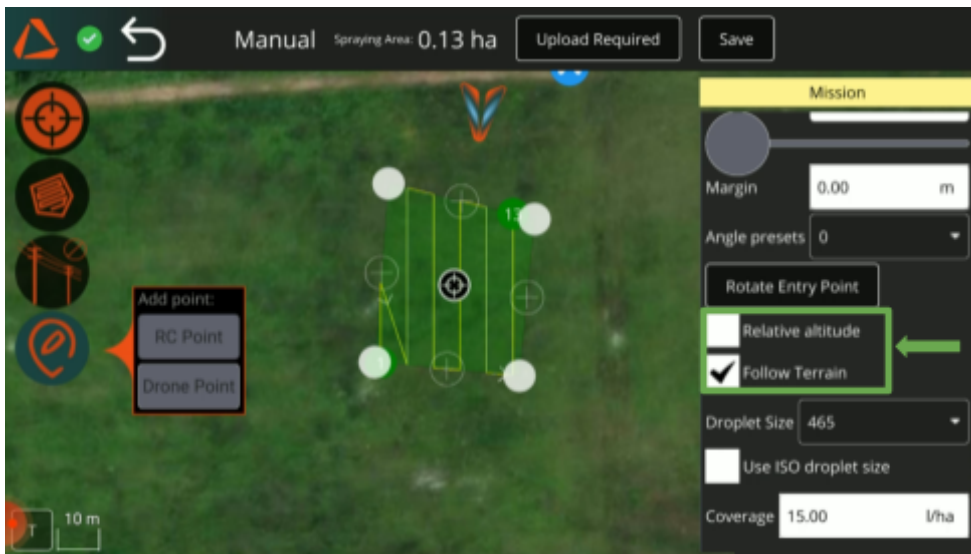 Manual Spraying Area: 0.13 ha Upload Required Save
Mission
Margin 0.00 m
Angle presets 0
Rotate Entry Point
Relative altitude
Follow Terrain
Droplet Size 465
Use ISO droplet size
Coverage 15.00 l/ha
13
Add point:
RC Point
Drone Point
T
10 m